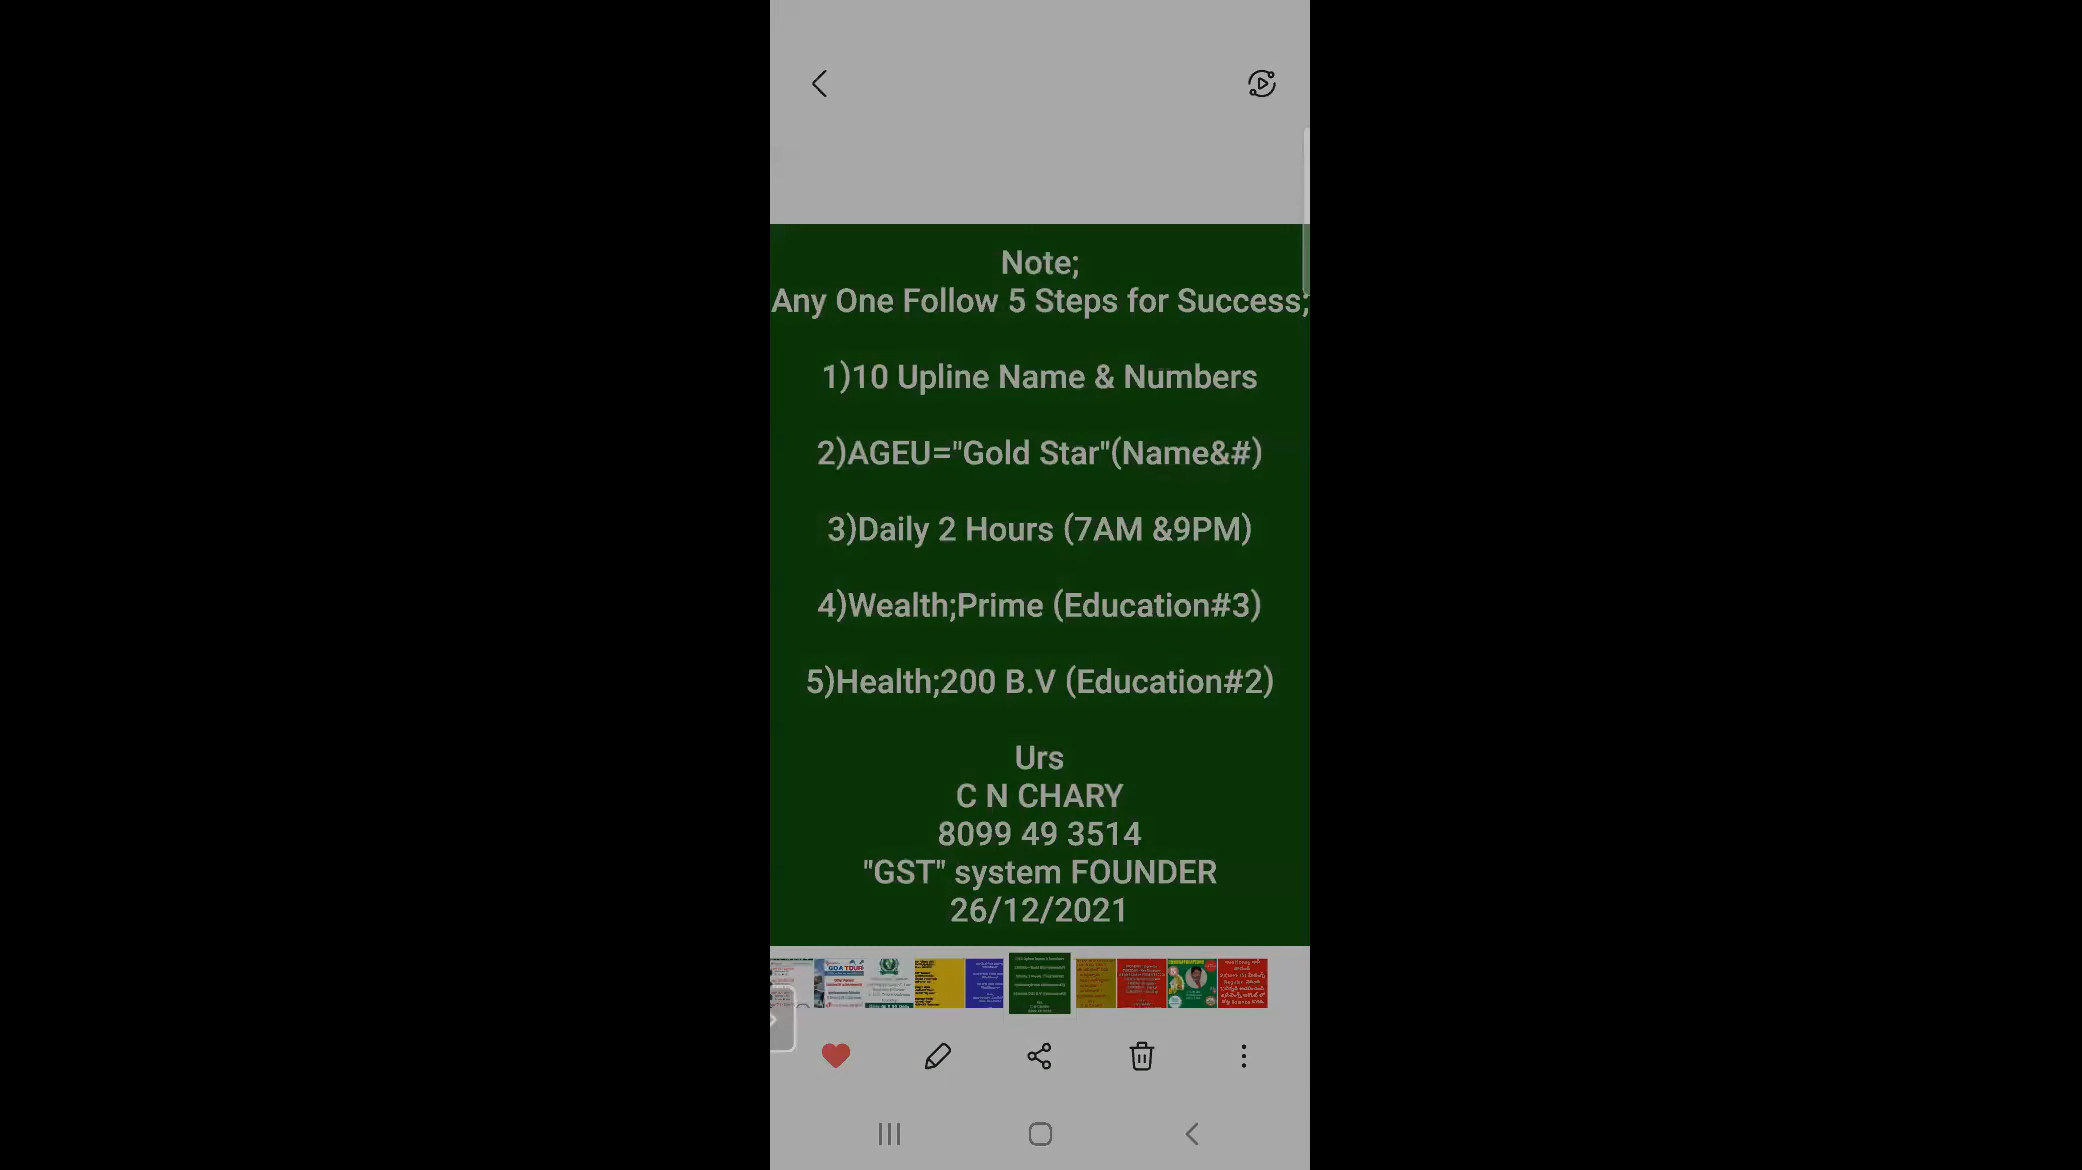 Note;
Any One Follow 5 Steps for Success;
1)10 Upline Name & Numbers
2)AGEU="Gold Star"(Name&#)
3)Daily 2 Hours (7AM &9PM)
4)Wealth;Prime (Education#3)
5)Health;200 B.V (Education#2)
Urs
C N CHARY
8099 49 3514
"GST" system FOUNDER
26/12/2021
GOA TOUR